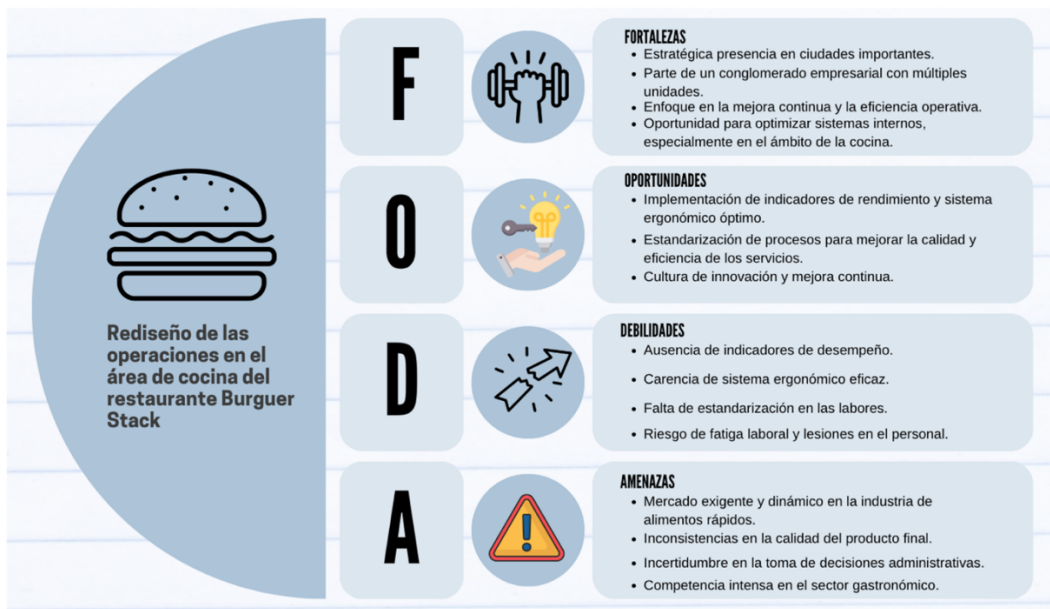 Rediseño de las
operaciones en el
área de cocina del
restaurante Burguer
Stack
F
FORTALEZAS
• Estratégica presencia en ciudades importantes.
• Parte de un conglomerado empresarial con múltiples
unidades.
• Enfoque en la mejora continua y la eficiencia operativa.
• Oportunidad para optimizar sistemas internos,
especialmente en el ámbito de la cocina.
O
OPORTUNIDADES
• Implementación de indicadores de rendimiento y sistema
ergonómico óptimo.
• Estandarización de procesos para mejorar la calidad y
eficiencia de los servicios.
• Cultura de innovación y mejora continua.
D
DEBILIDADES
• Ausencia de indicadores de desempeño.
• Carencia de sistema ergonómico eficaz.
• Falta de estandarización en las labores.
• Riesgo de fatiga laboral y lesiones en el personal.
A
AMENAZAS
• Mercado exigente y dinámico en la industria de
alimentos rápidos.
• Inconsistencias en la calidad del producto final.
• Incertidumbre en la toma de decisiones administrativas.
• Competencia intensa en el sector gastronómico.